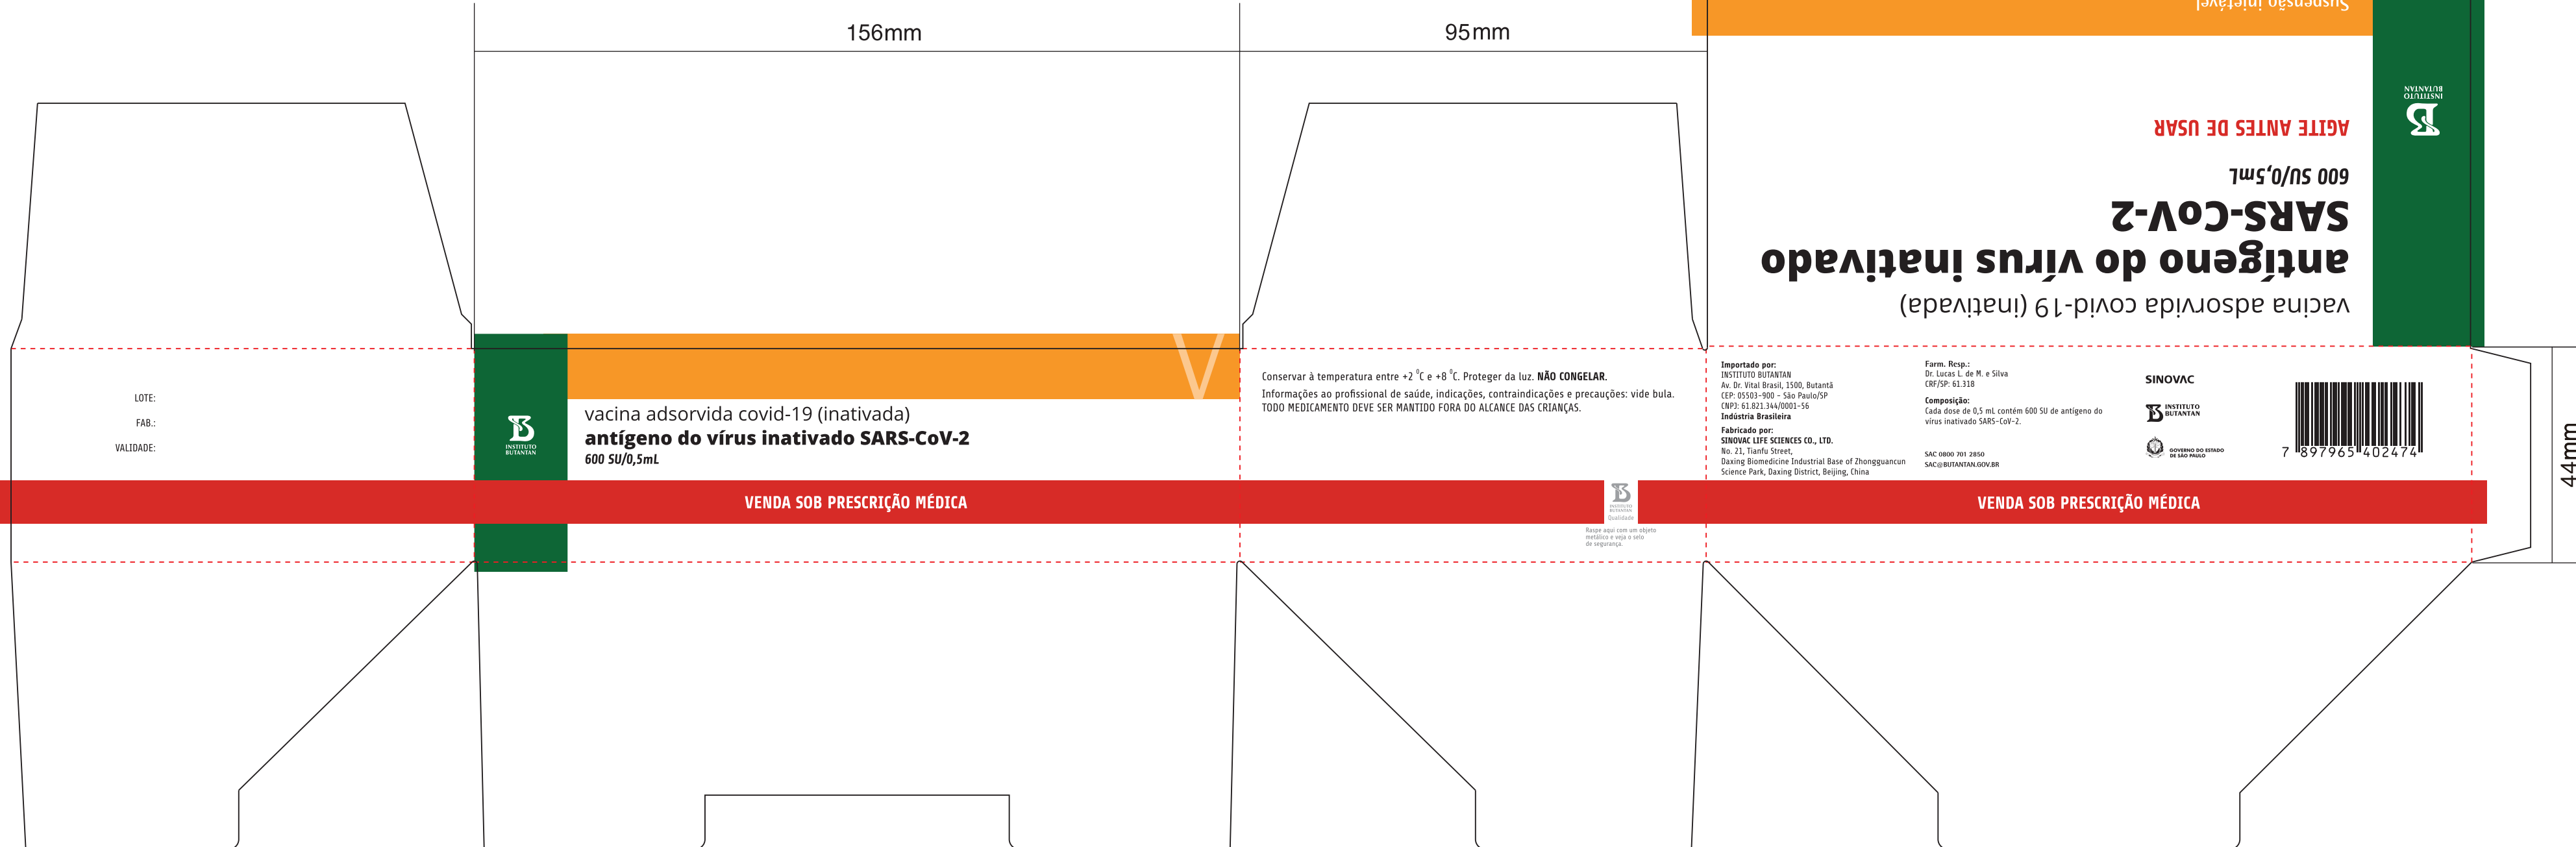 156mm
95mm
Suspensão injetável
INSTITUTO
BUTANTAN
AGITE ANTES DE USAR
600 SU/0,5mL
SARS-CoV-2
antígeno do vírus inativado
vacina adsorvida covid-19 (inativada)
LOTE:
FAB.:
VALIDADE:
INSTITUTO
BUTANTAN
V
vacina adsorvida covid-19 (inativada)
antígeno do vírus inativado SARS-CoV-2
600 SU/0,5mL
VENDA SOB PRESCRIÇÃO MÉDICA
Conservar à temperatura entre +2 °C e +8 °C. Proteger da luz. NÃO CONGELAR.
Informações ao profissional de saúde, indicações, contraindicações e precauções: vide bula.
TODO MEDICAMENTO DEVE SER MANTIDO FORA DO ALCANCE DAS CRIANÇAS.
INSTITUTO
BUTANTAN
Qualidade
Raspe aqui com um objeto
metálico e veja o selo
de segurança.
Importado por:
INSTITUTO BUTANTAN
Av. Dr. Vital Brasil, 1500, Butantã
CEP: 05503-900 - São Paulo/SP
CNPJ: 61.821.344/0001-56
Indústria Brasileira
Fabricado por:
SINOVAC LIFE SCIENCES CO., LTD.
No. 21, Tianfu Street,
Daxing Biomedicine Industrial Base of Zhongguancun
Science Park, Daxing District, Beijing, China
Farm. Resp.:
Dr. Lucas L. de M. e Silva
CRF/SP: 61.318
Composição:
Cada dose de 0,5 mL contém 600 SU de antígeno do
vírus inativado SARS-CoV-2.
SAC 0800 701 2850
SAC@BUTANTAN.GOV.BR
SINOVAC
INSTITUTO
BUTANTAN
GOVERNO DO ESTADO
DE SÃO PAULO
7 897965 402474
VENDA SOB PRESCRIÇÃO MÉDICA
44mm